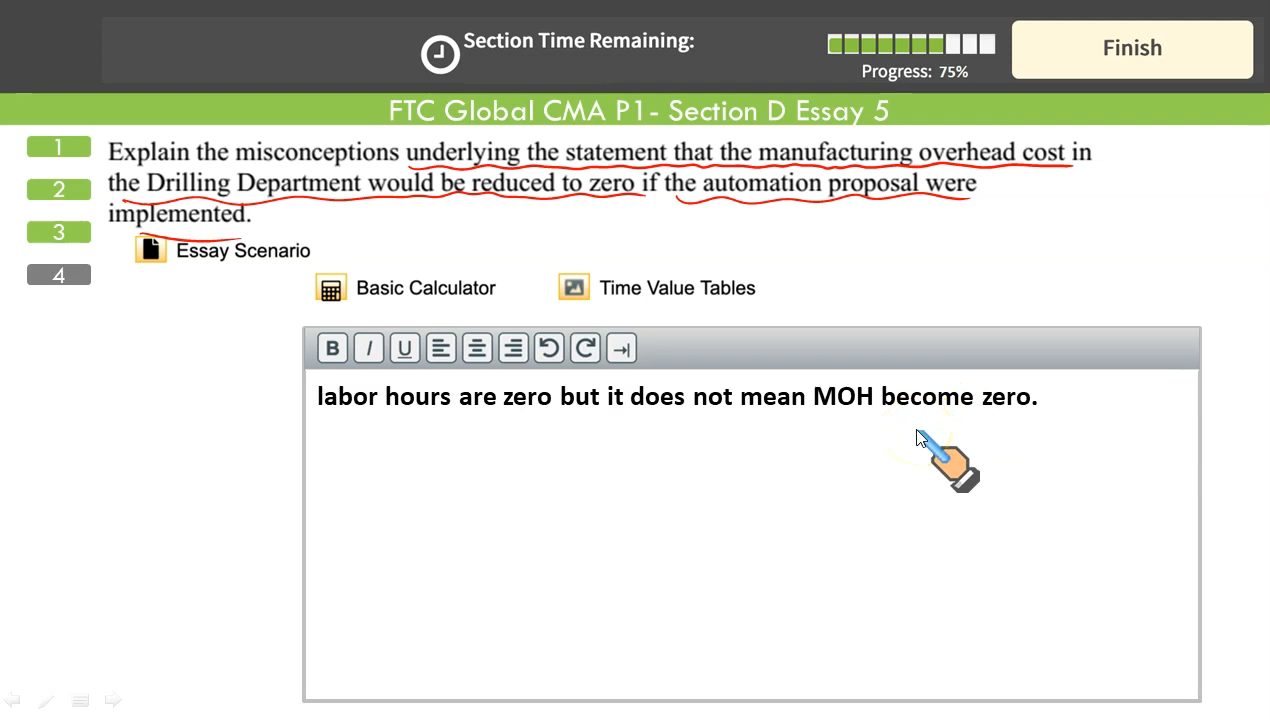 Section Time Remaining:
Progress: 75%
Finish
FTC Global CMA P1- Section D Essay 5
1
2
3
4
Explain the misconceptions underlying the statement that the manufacturing overhead cost in
the Drilling Department would be reduced to zero if the automation proposal were
implemented.
Essay Scenario
Basic Calculator
Time Value Tables
B I U
labor hours are zero but it does not mean MOH become zero.